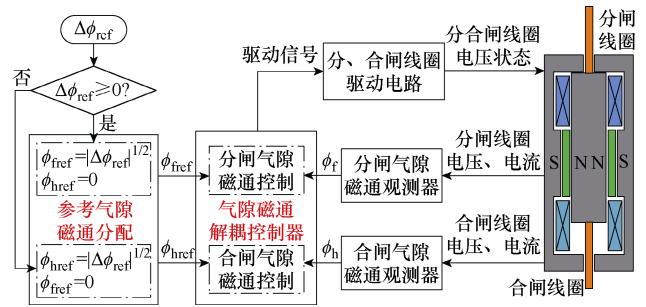 Δϕref
Δϕref≥0?
否
是
ϕfref=|Δϕref|1/2
ϕhref=0
参考气隙
磁通分配
ϕhref=|Δϕref|1/2
ϕfref=0
ϕfref
ϕhref
驱动信号
分闸气隙
磁通控制
气隙磁通
解耦控制器
合闸气隙
磁通控制
分、合闸线圈
驱动电路
ϕf
分闸气隙
磁通观测器
ϕh
合闸气隙
磁通观测器
分合闸线圈
电压状态
分闸线圈
电压、电流
合闸线圈
电压、电流
分闸
线圈
S N N S
合闸线圈